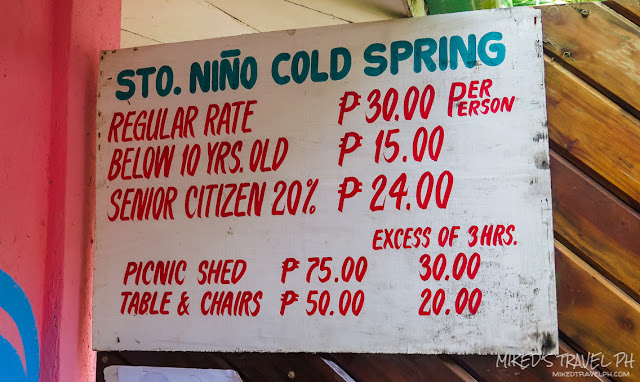 STO. NIÑO COLD SPRING
REGULAR RATE ₱ 30.00 PER PERSON
BELOW 10 YRS. OLD ₱ 15.00
SENIOR CITIZEN 20% ₱ 24.00
EXCESS OF 3 HRS.
PICNIC SHED ₱ 75.00 30.00
TABLE & CHAIRS ₱ 50.00 20.00
MIKED'S TRAVEL PH
MIKEDTRAVELPH.COM